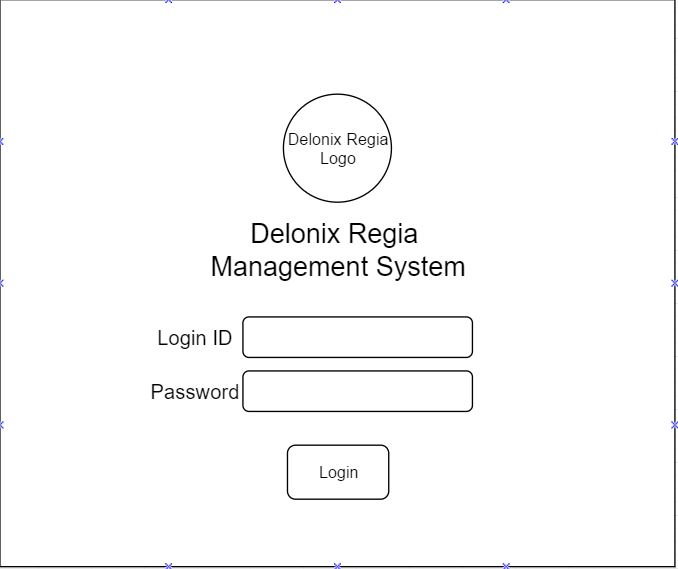 Delonix Regia
Logo
Delonix Regia
Management System
Login ID
Password
Login